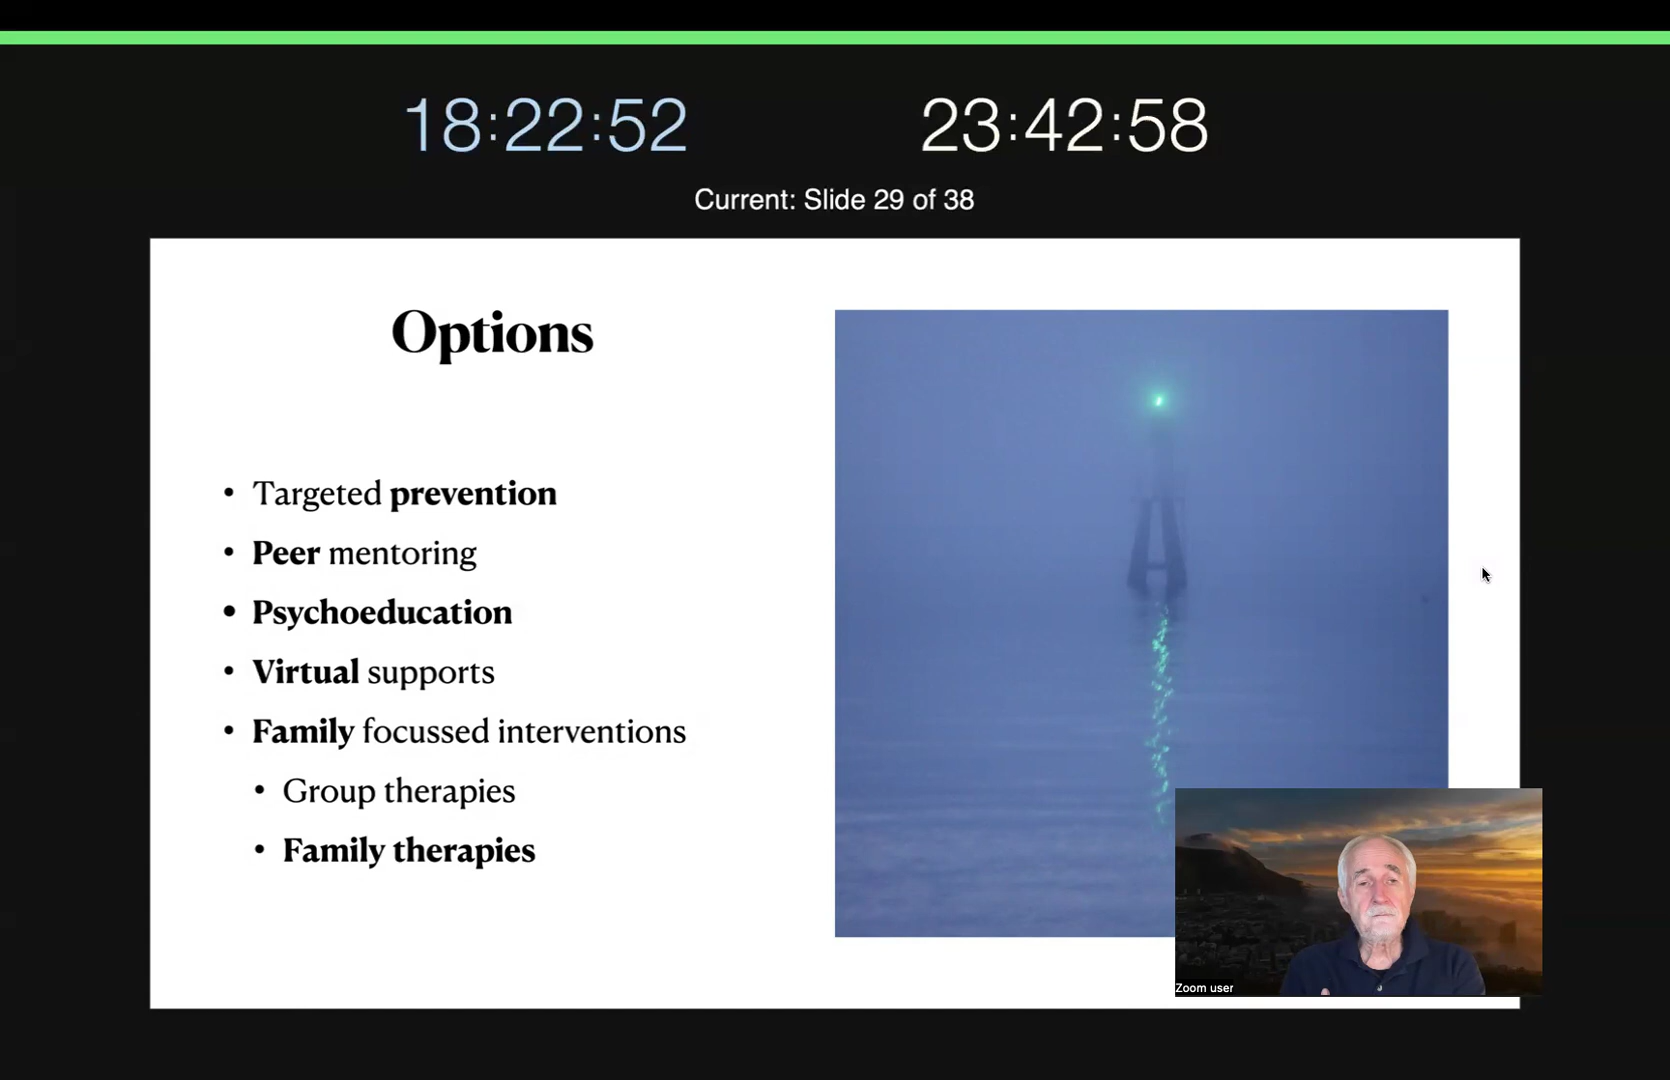 18:22:52
23:42:58
Current: Slide 29 of 38
Options
• Targeted prevention
• Peer mentoring
• Psychoeducation
• Virtual supports
• Family focussed interventions
• Group therapies
• Family therapies
Zoom user